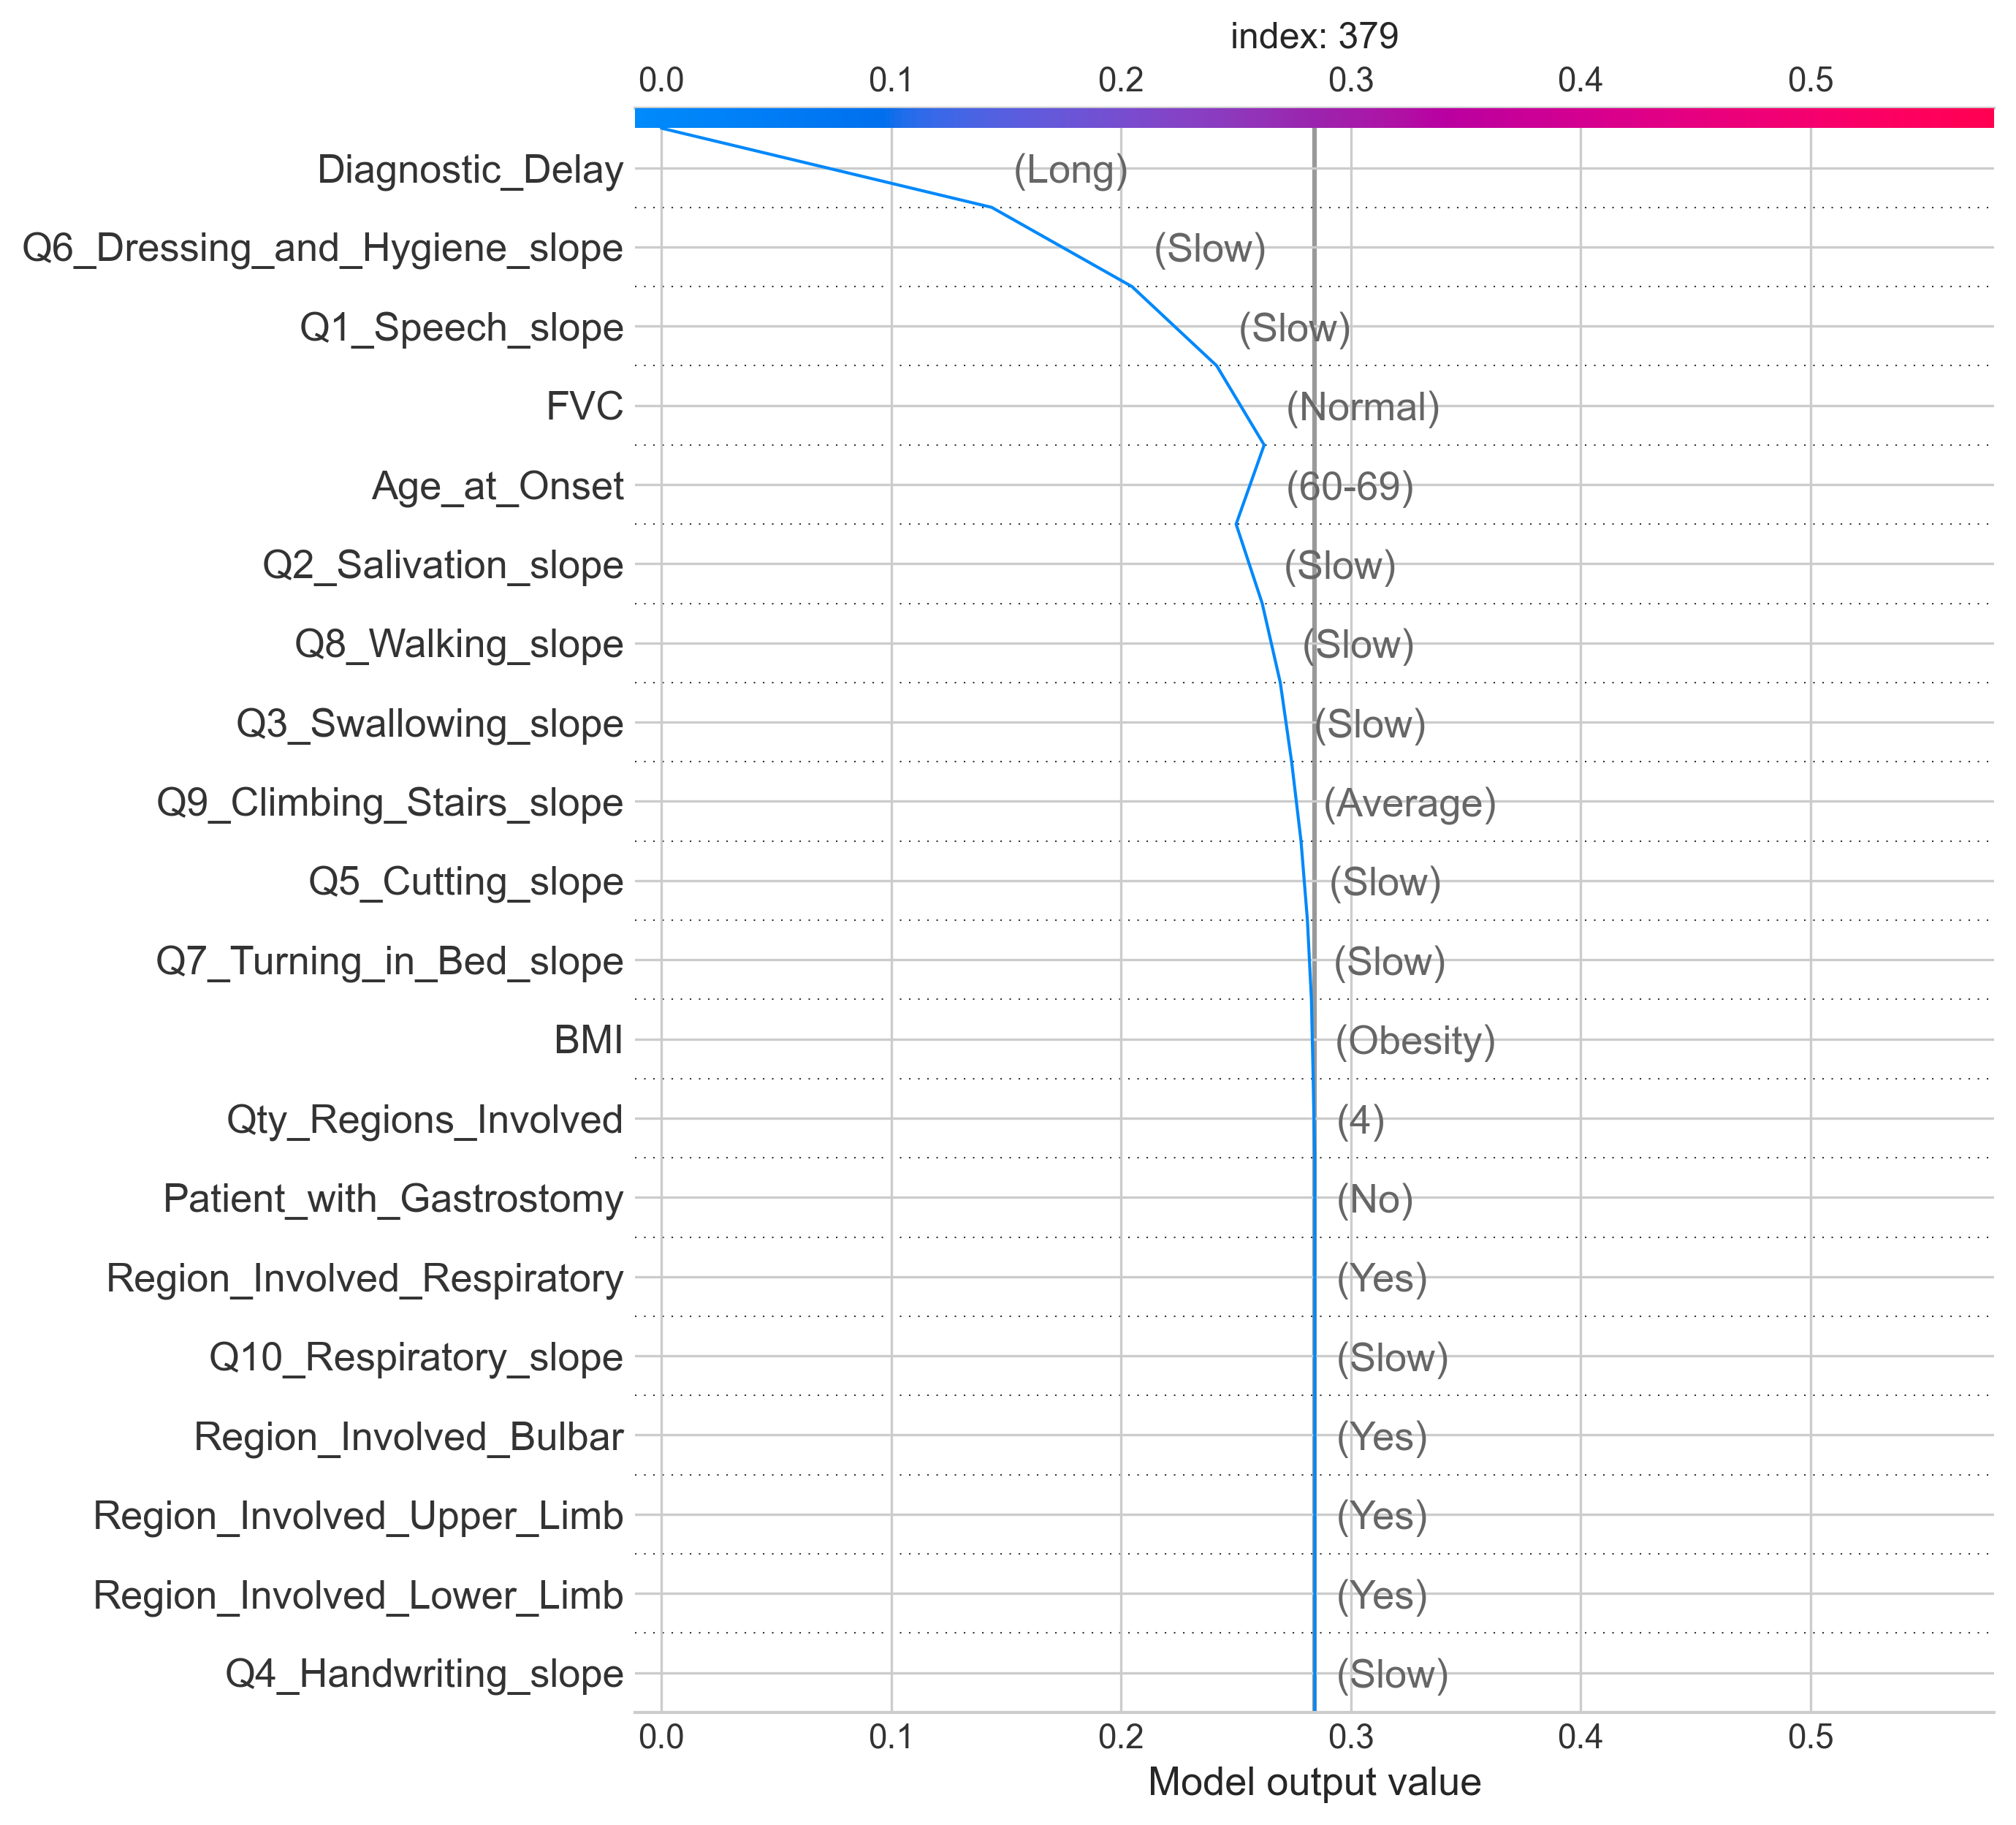 index: 379
0.0 0.1 0.2 0.3 0.4 0.5
Diagnostic_Delay (Long)
Q6_Dressing_and_Hygiene_slope (Slow)
Q1_Speech_slope (Slow)
FVC (Normal)
Age_at_Onset (60-69)
Q2_Salivation_slope (Slow)
Q8_Walking_slope (Slow)
Q3_Swallowing_slope (Slow)
Q9_Climbing_Stairs_slope (Average)
Q5_Cutting_slope (Slow)
Q7_Turning_in_Bed_slope (Slow)
BMI (Obesity)
Qty_Regions_Involved (4)
Patient_with_Gastrostomy (No)
Region_Involved_Respiratory (Yes)
Q10_Respiratory_slope (Slow)
Region_Involved_Bulbar (Yes)
Region_Involved_Upper_Limb (Yes)
Region_Involved_Lower_Limb (Yes)
Q4_Handwriting_slope (Slow)
0.0 0.1 0.2 0.3 0.4 0.5
Model output value